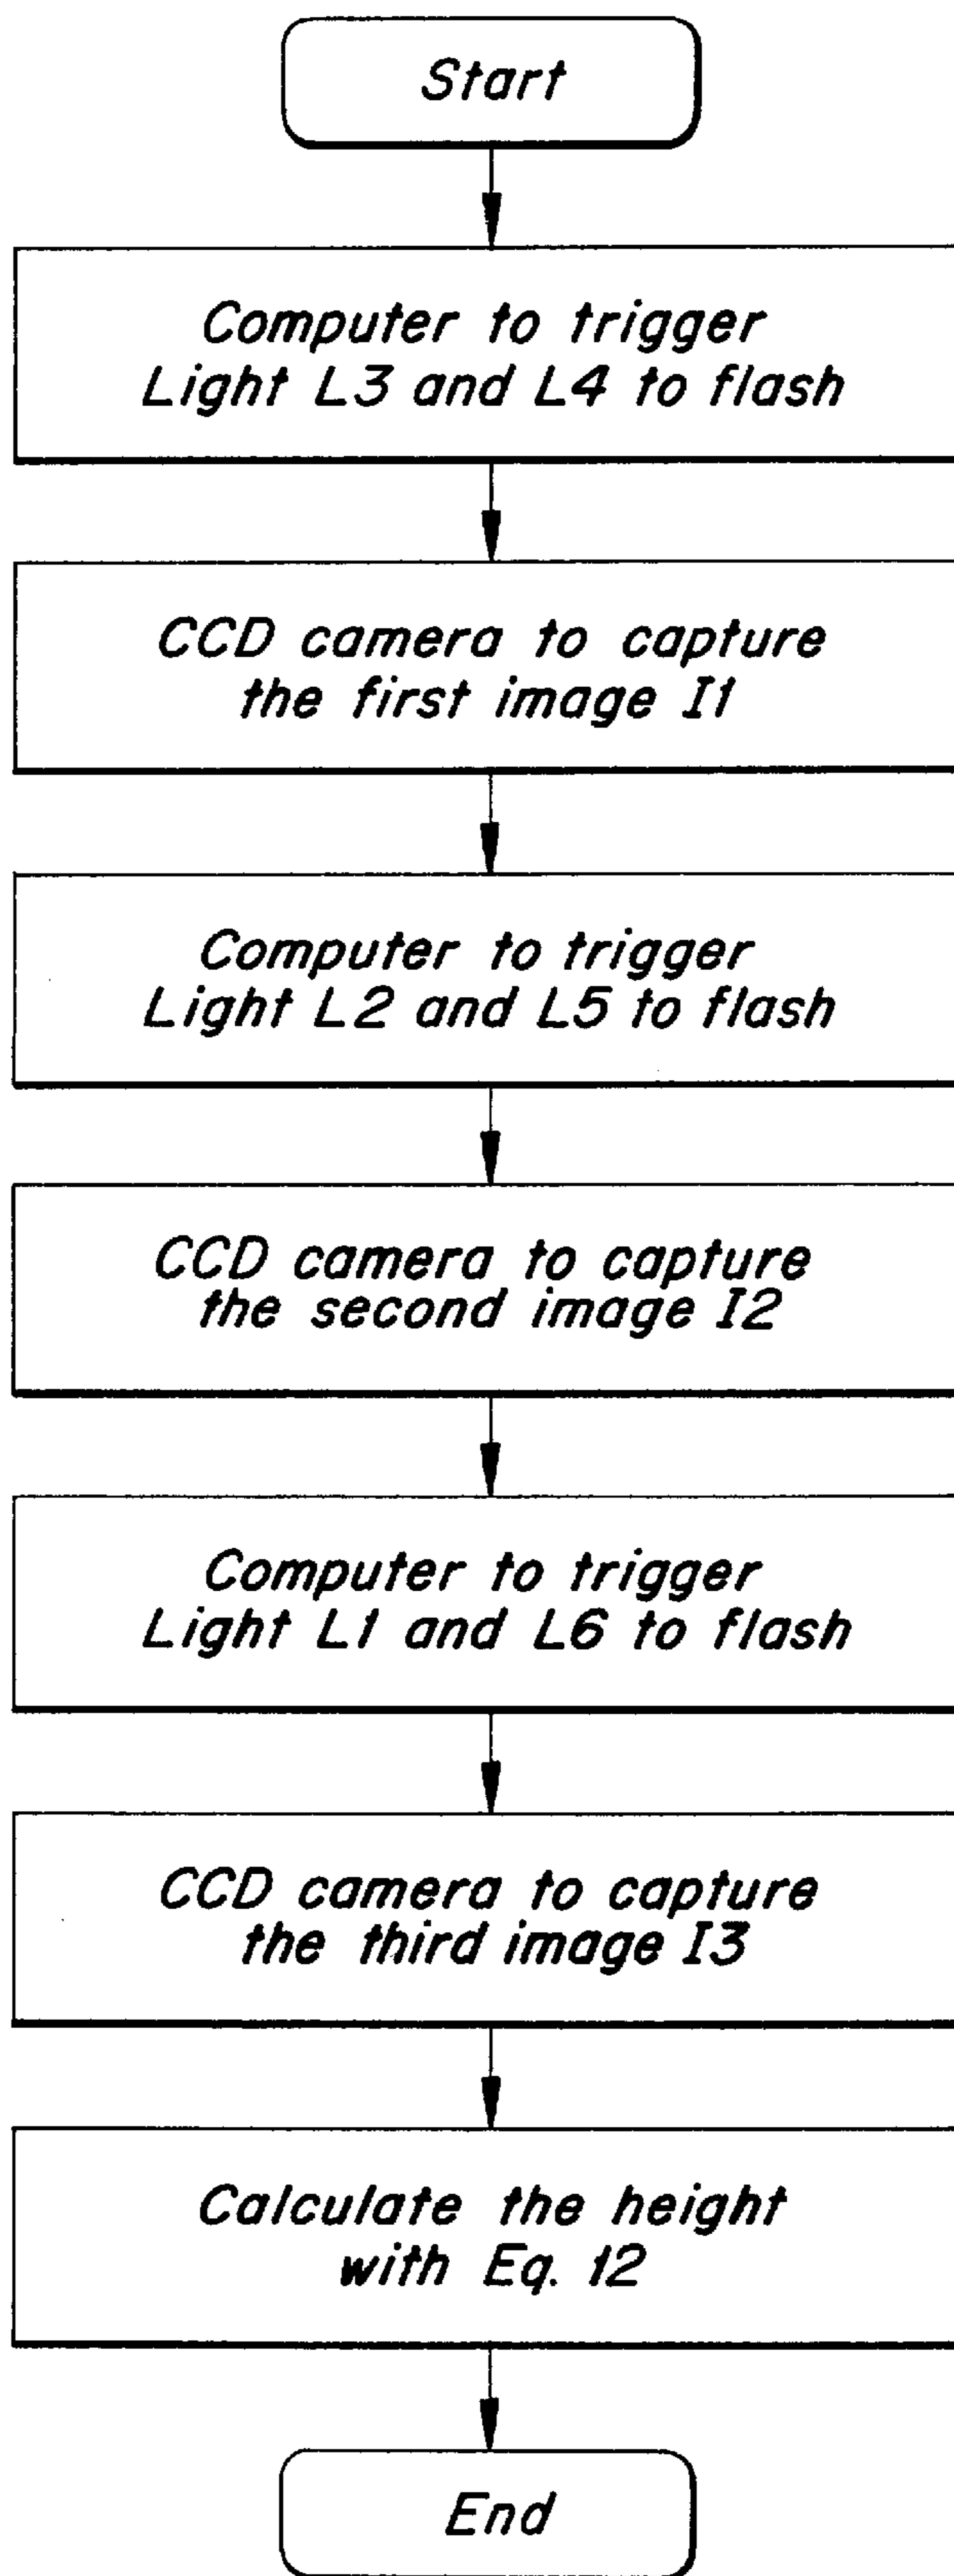 Start
Computer to trigger
Light L3 and L4 to flash
CCD camera to capture
the first image I1
Computer to trigger
Light L2 and L5 to flash
CCD camera to capture
the second image I2
Computer to trigger
Light L1 and L6 to flash
CCD camera to capture
the third image I3
Calculate the height
with Eq. 12
End